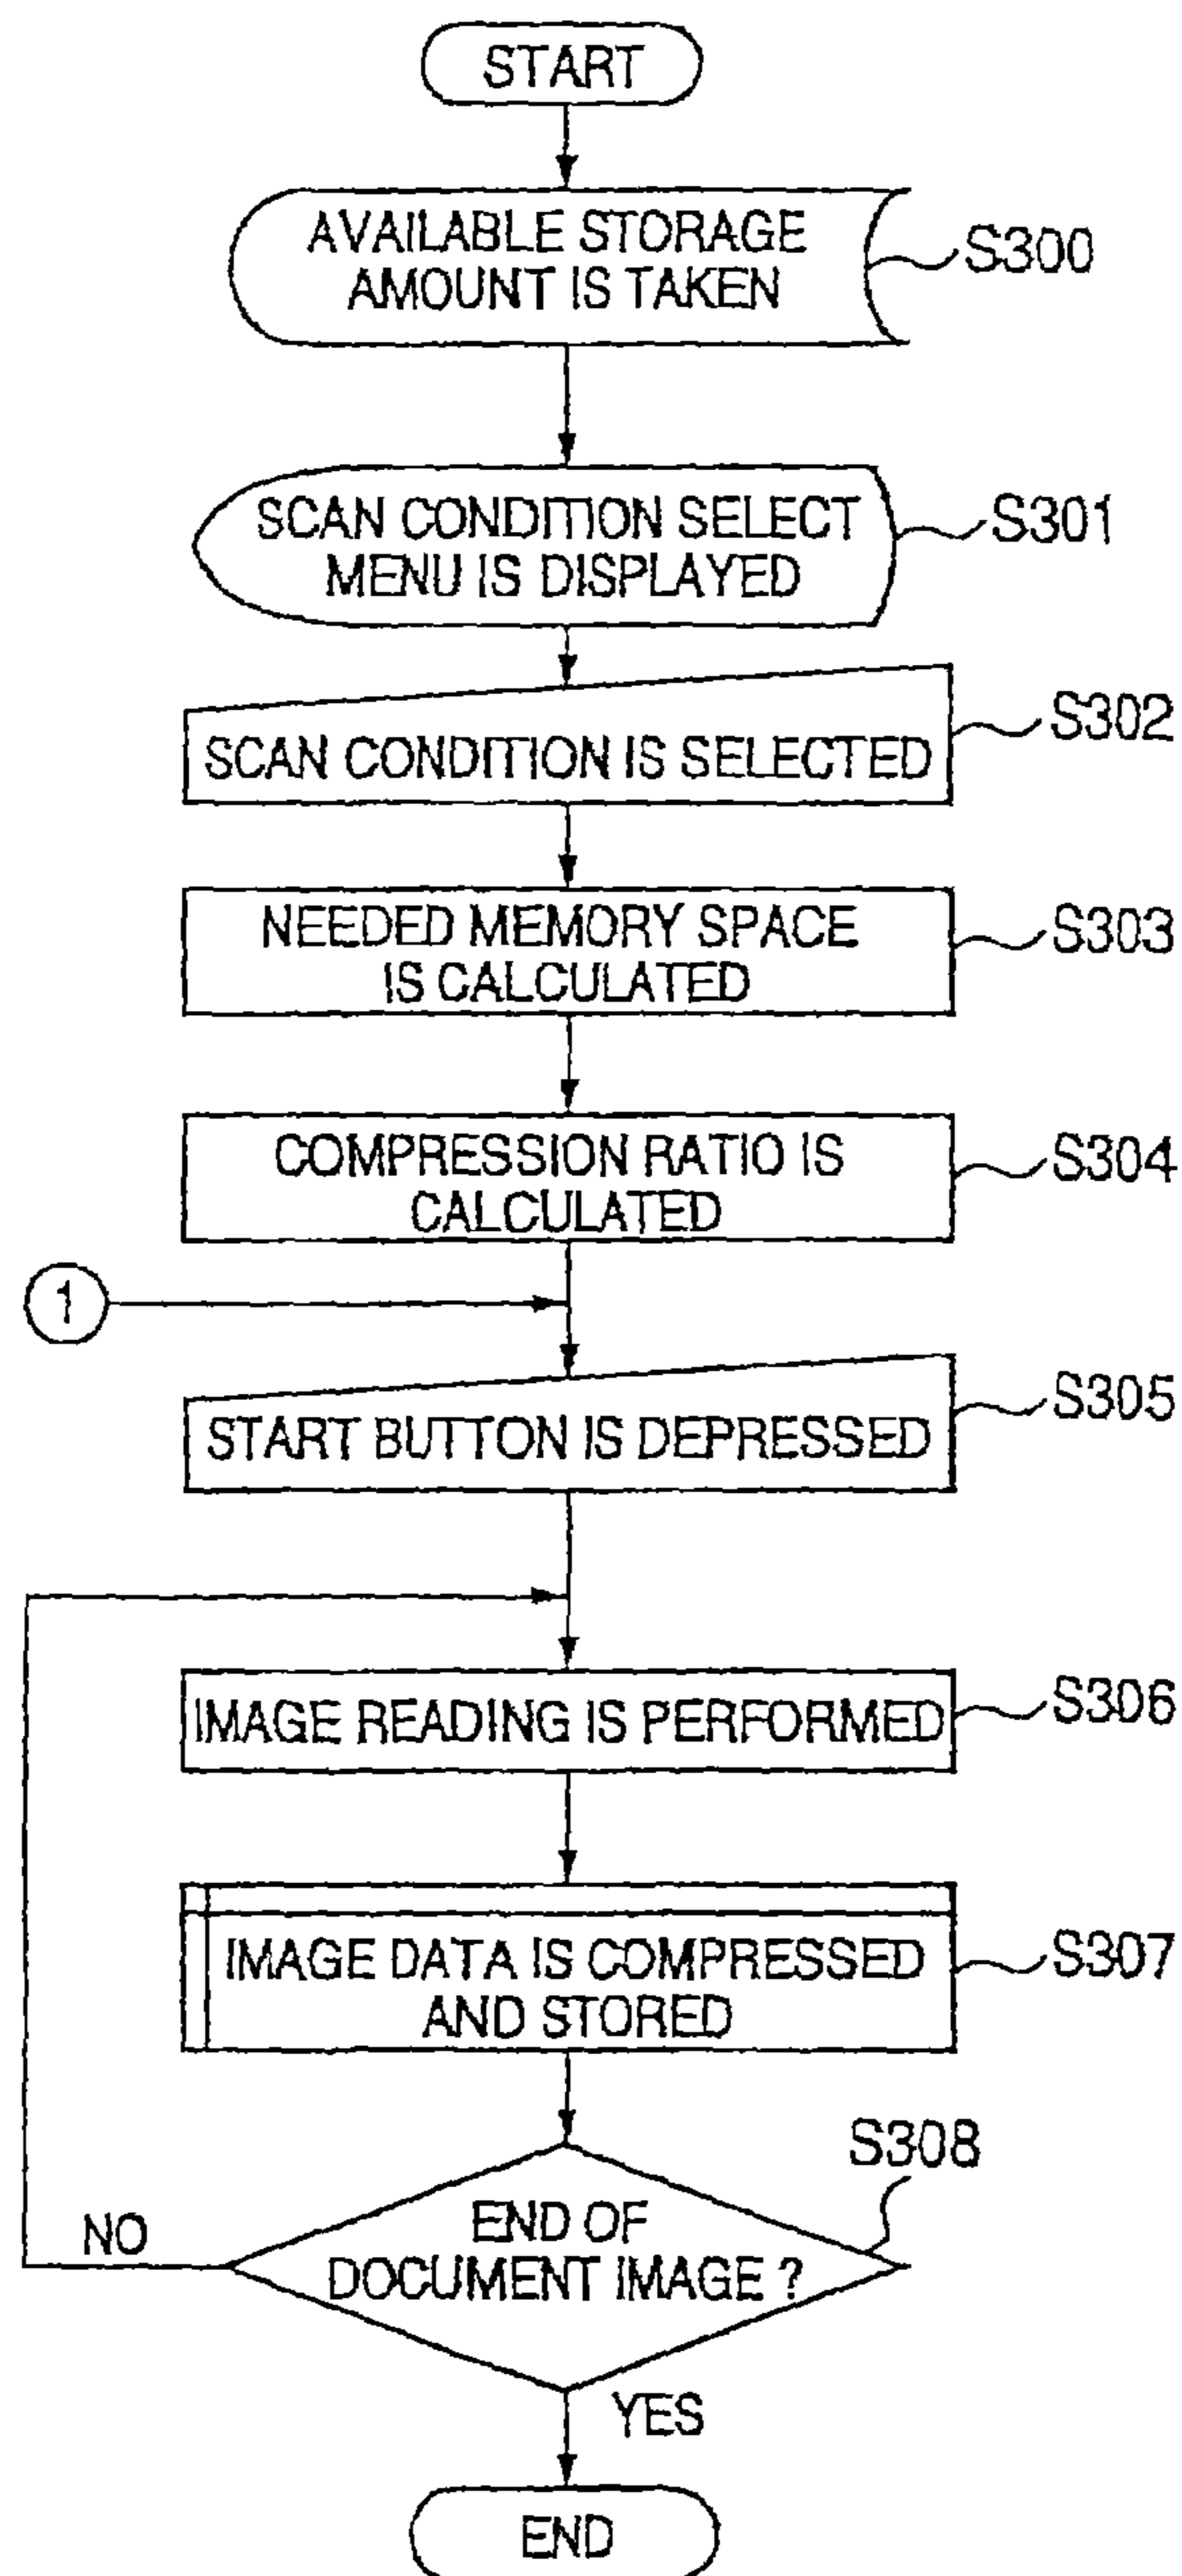 START
AVAILABLE STORAGE
AMOUNT IS TAKEN
S300
SCAN CONDITION SELECT
MENU IS DISPLAYED
S301
SCAN CONDITION IS SELECTED
S302
NEEDED MEMORY SPACE
IS CALCULATED
S303
COMPRESSION RATIO IS
CALCULATED
S304
1
START BUTTON IS DEPRESSED
S305
IMAGE READING IS PERFORMED
S306
IMAGE DATA IS COMPRESSED
AND STORED
S307
S308
END OF
DOCUMENT IMAGE ?
NO
YES
END